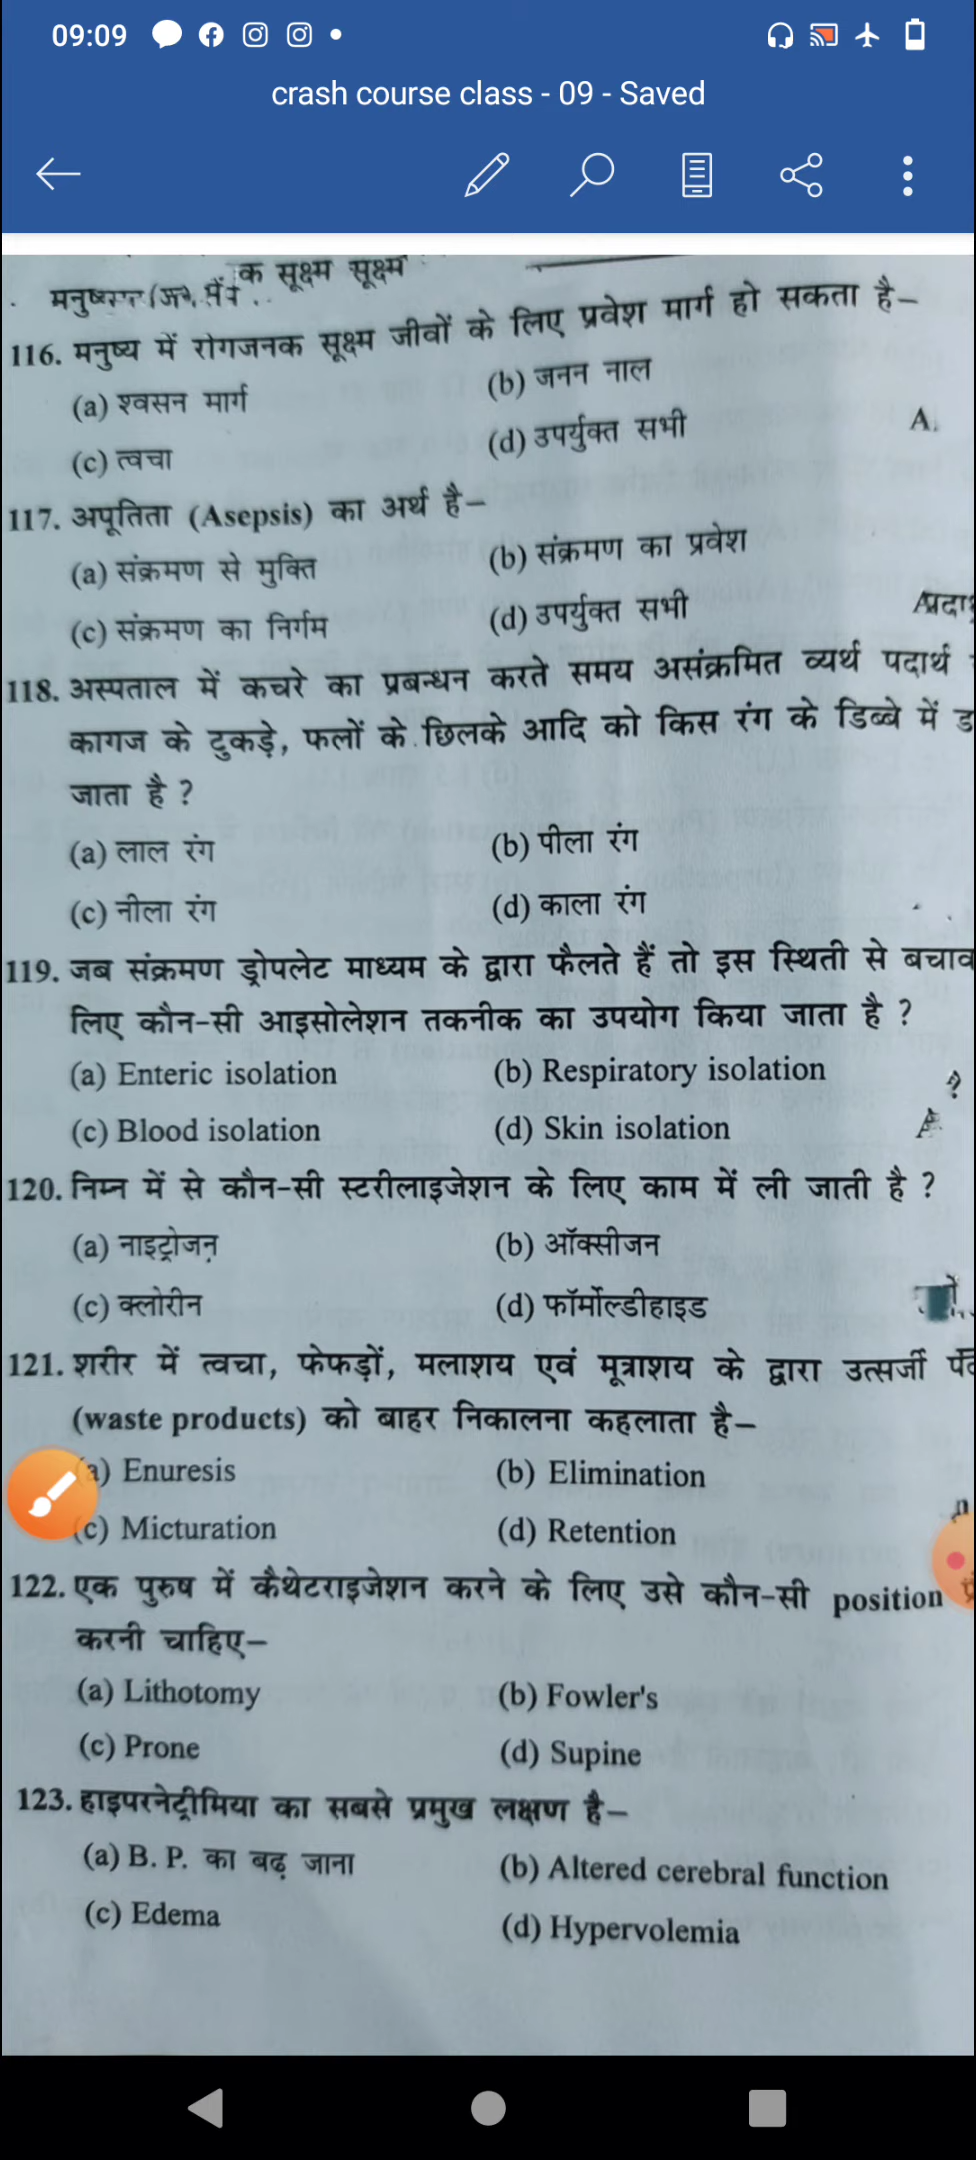 09:09
crash course class - 09 - Saved
क सूक्ष्म सूक्ष्म
116. मनुष्य में रोगजनक सूक्ष्म जीवों के लिए प्रवेश मार्ग हो सकता है–
(a) श्वसन मार्ग (b) जनन नाल
(c) त्वचा (d) उपर्युक्त सभी
A.
117. अपूतिता (Asepsis) का अर्थ है–
(a) संक्रमण से मुक्ति (b) संक्रमण का प्रवेश
(c) संक्रमण का निर्गम (d) उपर्युक्त सभी
118. अस्पताल में कचरे का प्रबन्धन करते समय असंक्रमित व्यर्थ पदार्थ
कागज के टुकड़े, फलों के छिलके आदि को किस रंग के डिब्बे में ड
जाता है ?
(a) लाल रंग (b) पीला रंग
(c) नीला रंग (d) काला रंग
119. जब संक्रमण ड्रोपलेट माध्यम के द्वारा फैलते हैं तो इस स्थिती से बचाव
लिए कौन-सी आइसोलेशन तकनीक का उपयोग किया जाता है ?
(a) Enteric isolation (b) Respiratory isolation
(c) Blood isolation (d) Skin isolation
120. निम्न में से कौन-सी स्टरीलाइजेशन के लिए काम में ली जाती है ?
(a) नाइट्रोजन (b) ऑक्सीजन
(c) क्लोरीन (d) फॉर्मोल्डीहाइड
121. शरीर में त्वचा, फेफड़ों, मलाशय एवं मूत्राशय के द्वारा उत्सर्जी
(waste products) को बाहर निकालना कहलाता है–
a) Enuresis (b) Elimination
(c) Micturation (d) Retention
122. एक पुरुष में कैथेटराइजेशन करने के लिए उसे कौन-सी position
करनी चाहिए–
(a) Lithotomy (b) Fowler's
(c) Prone (d) Supine
123. हाइपरनेट्रीमिया का सबसे प्रमुख लक्षण है–
(a) B. P. का बढ़ जाना (b) Altered cerebral function
(c) Edema (d) Hypervolemia